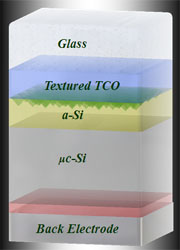 Glass
Textured TCO
a-Si
μc-Si
Back Electrode